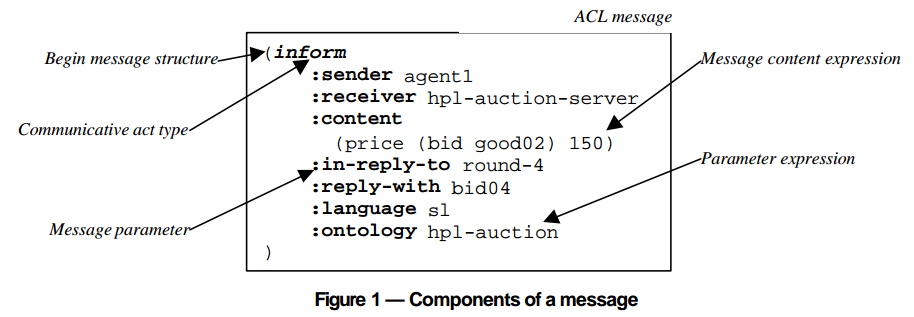 ACL message
Begin message structure
(inform
:sender agent1
Message content expression
:receiver hpl-auction-server
:content
Communicative act type
(price (bid good02) 150)
:in-reply-to round-4
Parameter expression
:reply-with bid04
:language sl
Message parameter
:ontology hpl-auction
)
Figure 1 — Components of a message